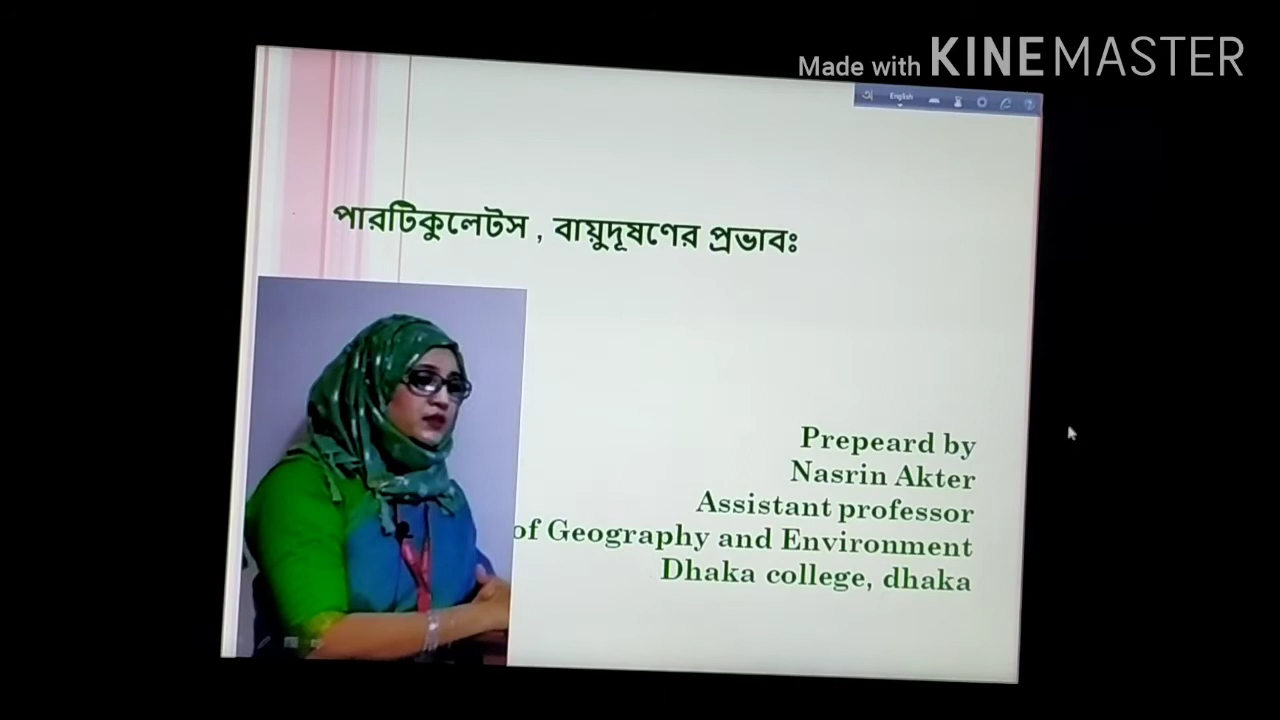 Made with KINEMASTER
English
পারটিকুলেটস , বায়ুদূষণের প্রভাবঃ
Prepeard by
Nasrin Akter
Assistant professor
of Geography and Environment
Dhaka college, dhaka